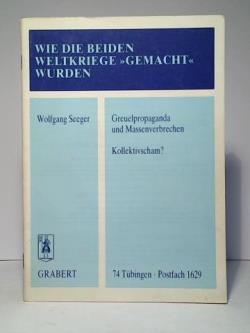 WIE DIE BEIDEN
WELTKRIEGE »GEMACHT«
WURDEN
Wolfgang Seeger
Greuelpropaganda
und Massenverbrechen
Kollektivscham?
GRABERT
74 Tübingen · Postfach 1629